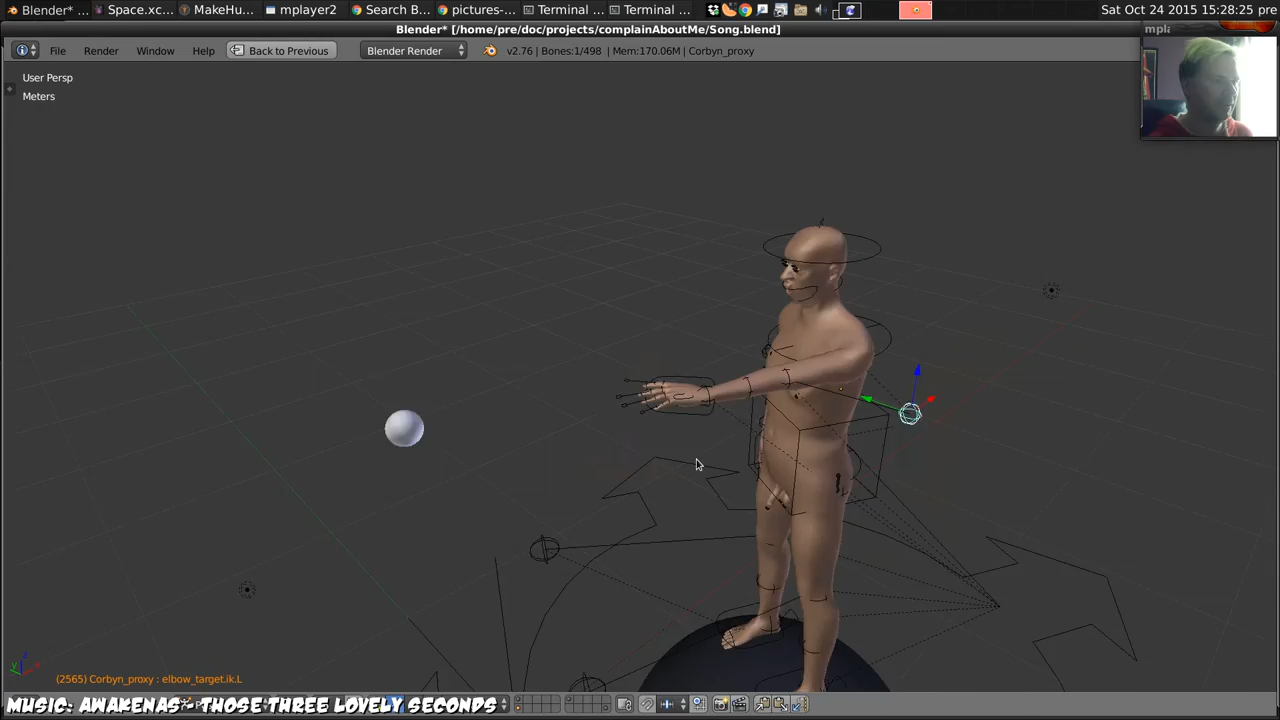 Blender* ...
Space.xc...
MakeHu...
mplayer2
Search B...
pictures-...
Terminal ...
Terminal ...
Sat Oct 24 2015 15:28:25 pre
Blender* [/home/pre/doc/projects/complainAboutMe/Song.blend]
mpla
File
Render
Window
Help
Back to Previous
Blender Render
v2.76 | Bones:1/498 | Mem:170.06M | Corbyn_proxy
User Persp
Meters
(2565) Corbyn_proxy : elbow_target.ik.L
MUSIC: AWAKENAS - THOSE THREE LOVELY SECONDS